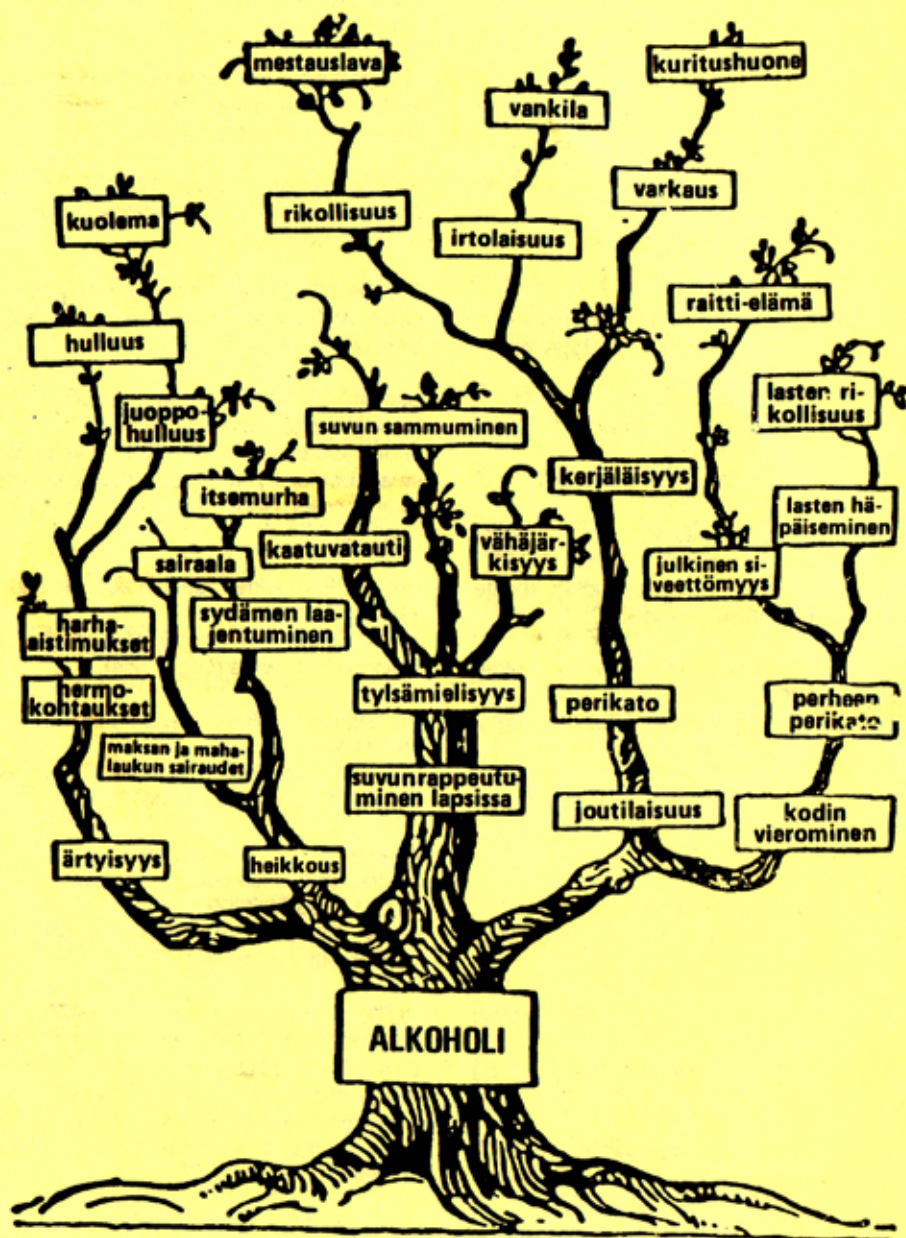 mestauslava
kuritushuone
vankila
varkaus
kuolema
rikollisuus
irtolaisuus
raitti-elämä
hulluus
juoppo-
hulluus
suvun sammuminen
lasten ri-
kollisuus
itsemurha
kerjäläisyys
lasten hä-
päiseminen
sairaala
kaatuvatauti
vähäjär-
kisyys
julkinen si-
veettömyys
harha-
aistimukset
sydämen laa-
jentuminen
hermo-
kohtaukset
tylsämielisyys
perikato
perheen
perikato
maksan ja maha-
laukun sairaudet
suvunrappeutu-
minen lapsissa
joutilaisuus
kodin
vierominen
ärtyisyys
heikkous
ALKOHOLI